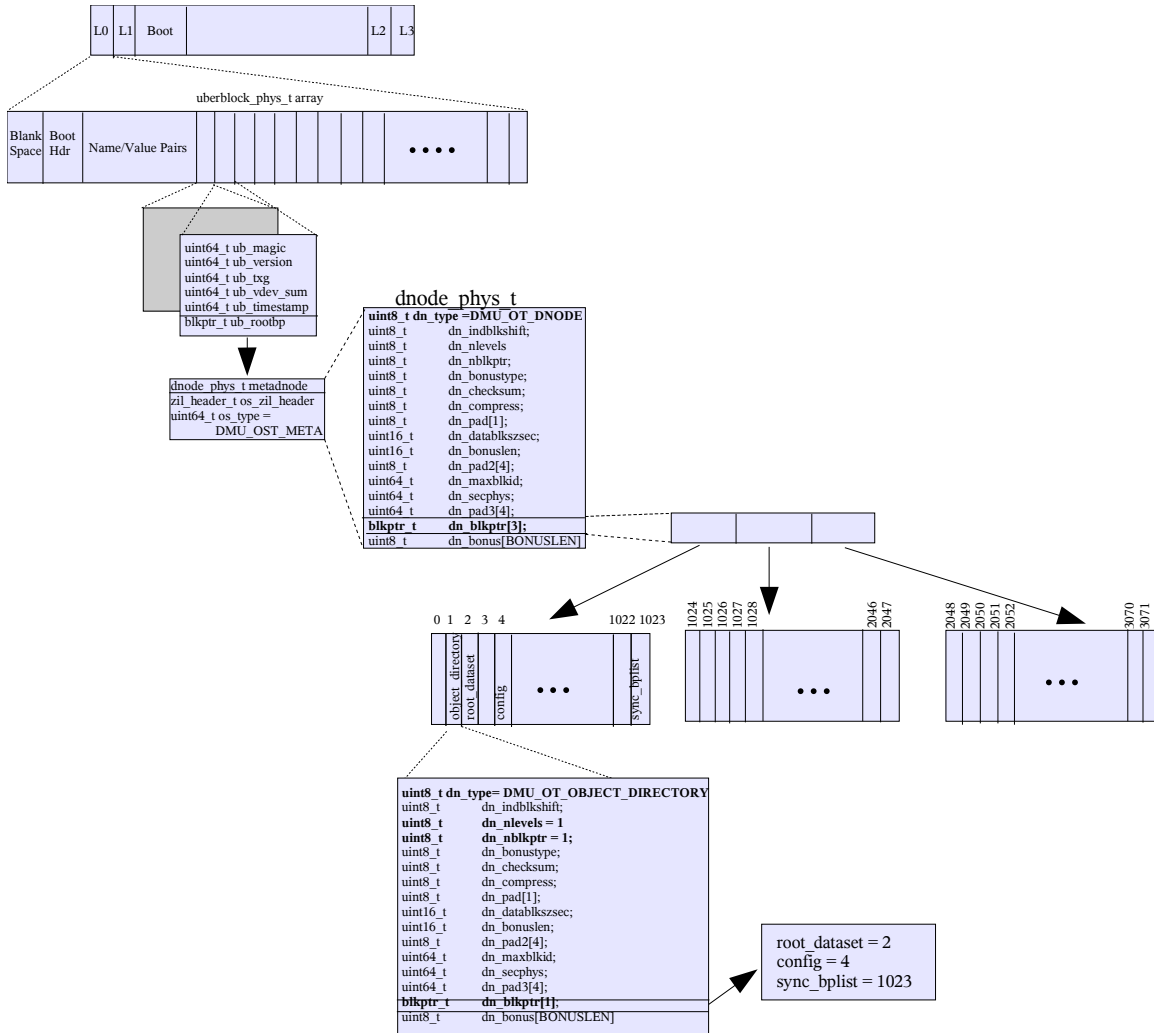 L0 L1 Boot L2 L3
uberblock_phys_t array
Blank Space Boot Hdr Name/Value Pairs • • • •
uint64_t ub_magic
uint64_t ub_version
uint64_t ub_txg
uint64_t ub_vdev_sum
uint64_t ub_timestamp
blkptr_t ub_rootbp
dnode_phys_t metadnode
zil_header_t os_zil_header
uint64_t os_type =
DMU_OST_META
dnode_phys_t
uint8_t dn_type =DMU_OT_DNODE
uint8_t dn_indblkshift;
uint8_t dn_nlevels
uint8_t dn_nblkptr;
uint8_t dn_bonustype;
uint8_t dn_checksum;
uint8_t dn_compress;
uint8_t dn_pad[1];
uint16_t dn_datablkszsec;
uint16_t dn_bonuslen;
uint8_t dn_pad2[4];
uint64_t dn_maxblkid;
uint64_t dn_secphys;
uint64_t dn_pad3[4];
blkptr_t dn_blkptr[3];
uint8_t dn_bonus[BONUSLEN]
0 1 2 3 4 1022 1023
object_directory
root_dataset
config
• • •
sync_bplist
1024 1025 1026 1027 1028 2046 2047
• • •
2048 2049 2050 2051 2052 3070 3071
• • •
uint8_t dn_type= DMU_OT_OBJECT_DIRECTORY
uint8_t dn_indblkshift;
uint8_t dn_nlevels = 1
uint8_t dn_nblkptr = 1;
uint8_t dn_bonustype;
uint8_t dn_checksum;
uint8_t dn_compress;
uint8_t dn_pad[1];
uint16_t dn_datablkszsec;
uint16_t dn_bonuslen;
uint8_t dn_pad2[4];
uint64_t dn_maxblkid;
uint64_t dn_secphys;
uint64_t dn_pad3[4];
blkptr_t dn_blkptr[1];
uint8_t dn_bonus[BONUSLEN]
root_dataset = 2
config = 4
sync_bplist = 1023